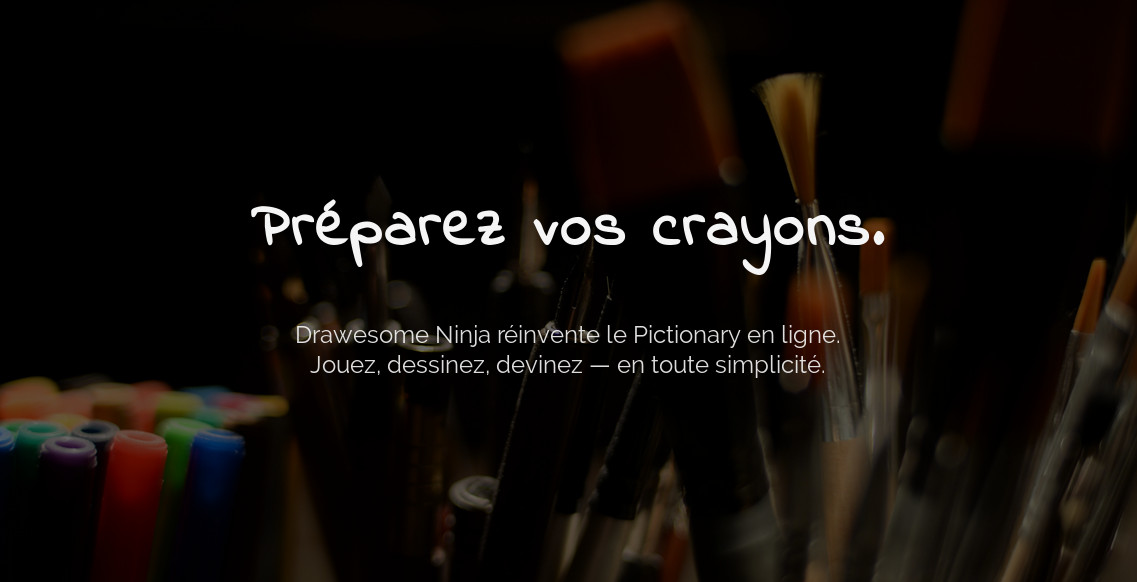 Préparez vos crayons.
Drawesome Ninja réinvente le Pictionary en ligne.
Jouez, dessinez, devinez — en toute simplicité.